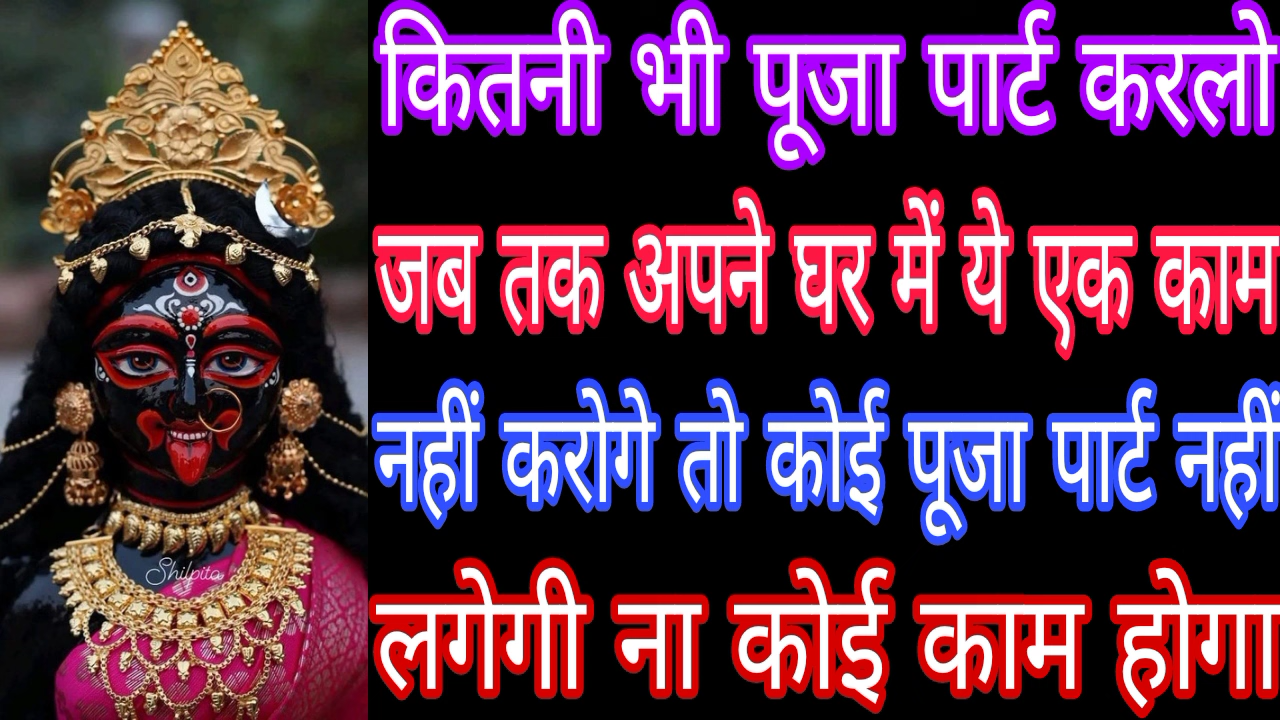 कितनी भी पूजा पार्ट करलो
जब तक अपने घर में ये एक काम
नहीं करोगे तो कोई पूजा पार्ट नहीं
लगेगी ना कोई काम होगा
Shilpita